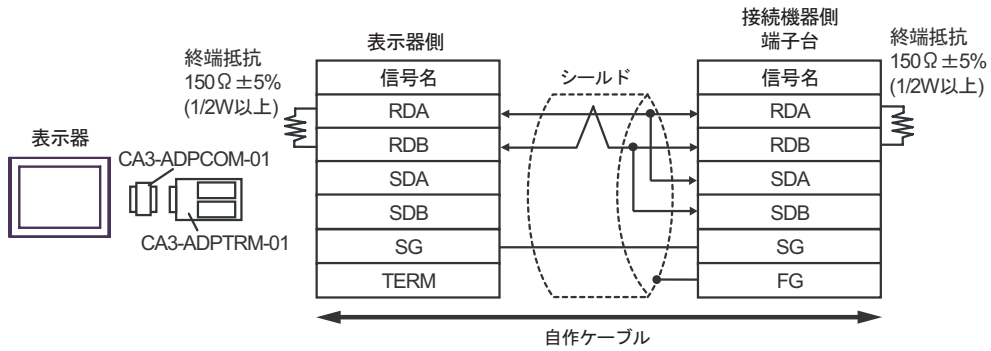 接続機器側
端子台
表示器側
終端抵抗
150Ω±5%
(1/2W以上)
終端抵抗
150Ω±5%
(1/2W以上)
信号名
シールド
信号名
RDA
RDA
RDB
RDB
SDA
SDA
SDB
SDB
SG
SG
TERM
FG
表示器
CA3-ADPCOM-01
CA3-ADPTRM-01
自作ケーブル